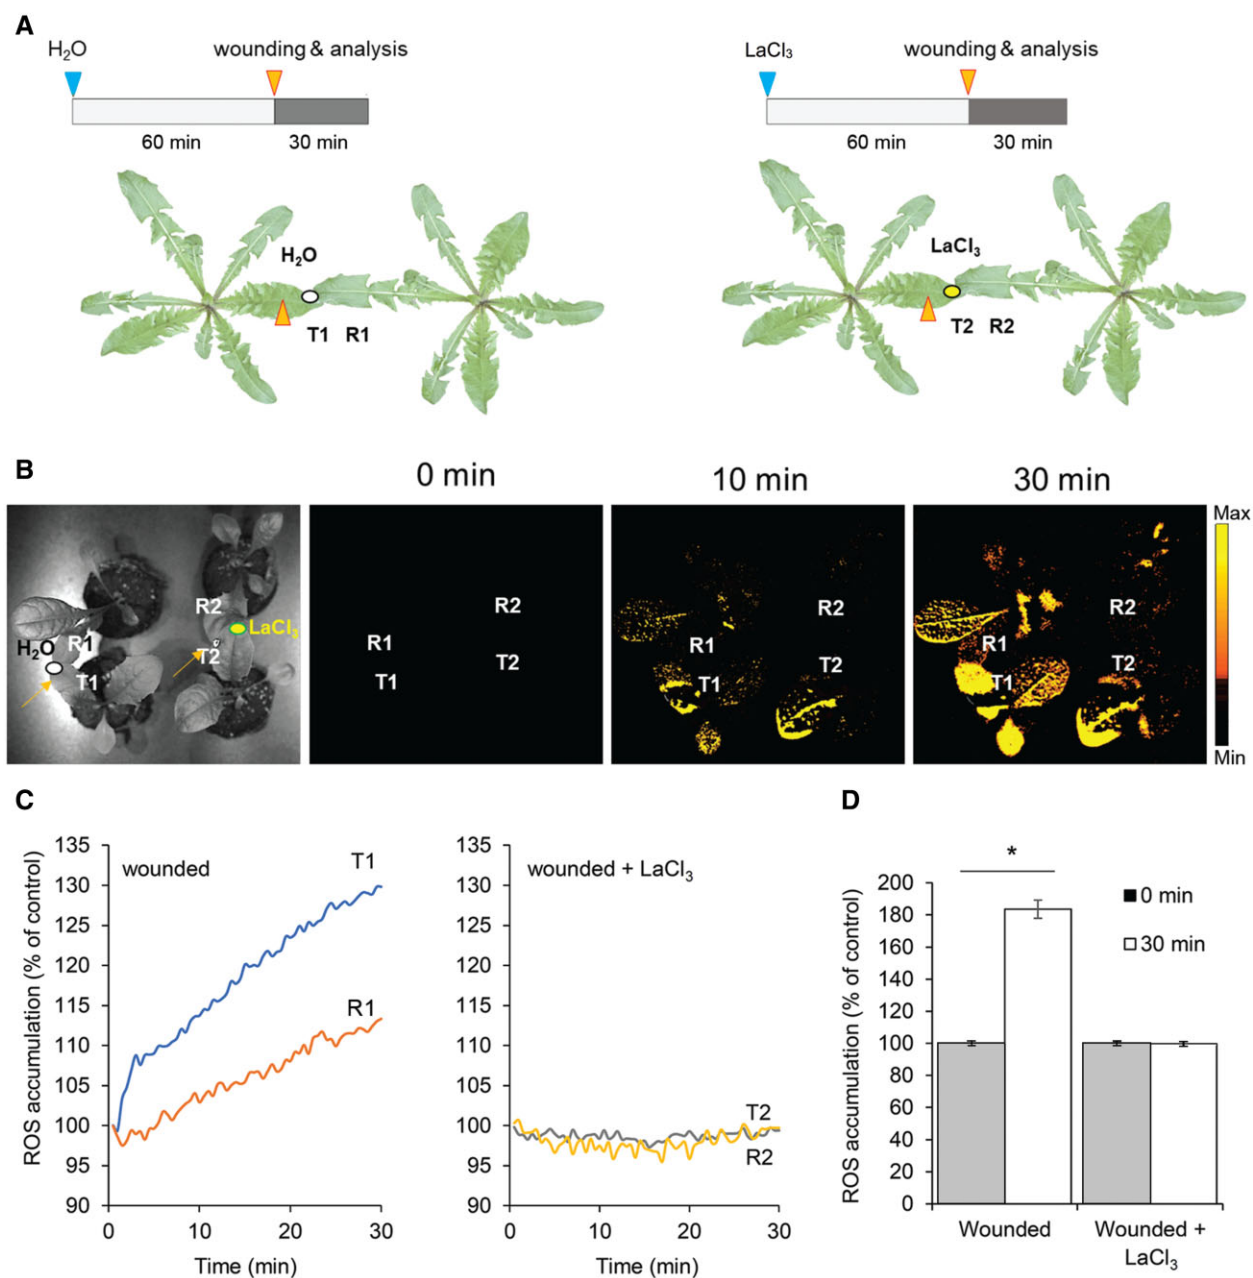 A
H₂O
wounding & analysis
60 min
30 min
H₂O
T1 R1
LaCl₃
wounding & analysis
60 min
30 min
LaCl₃
T2 R2
B
0 min
10 min
30 min
R2
LaCl₃
H₂O
R1
T2
T1
R2
R1
T2
T1
R2
R1
T2
T1
R2
R1
T2
T1
Max
Min
C
ROS accumulation (% of control)
135
130
125
120
115
110
105
100
95
90
wounded
T1
R1
0 10 20 30
Time (min)
135
130
125
120
115
110
105
100
95
90
wounded + LaCl₃
T2
R2
0 10 20 30
Time (min)
D
ROS accumulation (% of control)
200
180
160
140
120
100
80
60
40
20
0
*
0 min
30 min
Wounded
Wounded +
LaCl₃